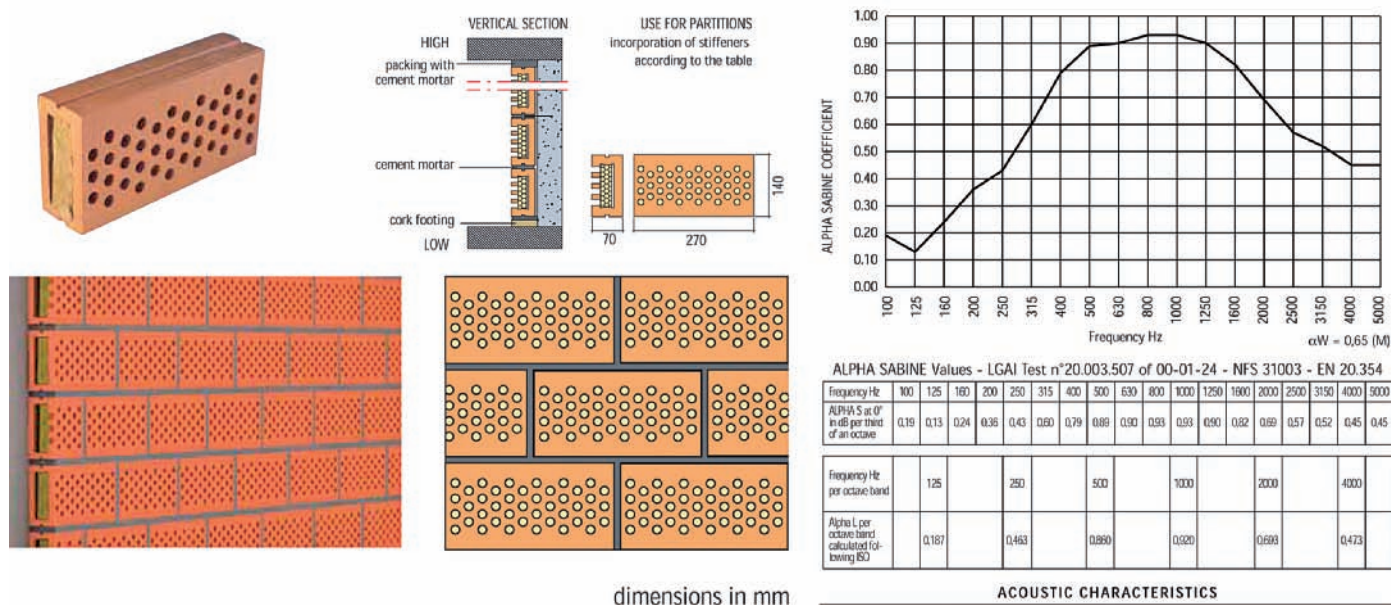 VERTICAL SECTION
HIGH
packing with
cement mortar
cement mortar
cork footing
LOW
USE FOR PARTITIONS
incorporation of stiffeners
according to the table
70
270
140
dimensions in mm
ALPHA SABINE COEFFICIENT
1.00
0.90
0.80
0.70
0.60
0.50
0.40
0.30
0.20
0.10
0.00
100 125 160 200 250 315 400 500 630 800 1000 1250 1600 2000 2500 3150 4000 5000
Frequency Hz
αW = 0,65 (M)
ALPHA SABINE Values - LGAI Test n°20.003.507 of 00-01-24 - NFS 31003 - EN 20.354
Frequency Hz 100 125 160 200 250 315 400 500 630 800 1000 1250 1600 2000 2500 3150 4000 5000
ALPHA S at 0°
in dB per third
of an octave
0,19 0,13 0,24 0,36 0,43 0,60 0,79 0,89 0,90 0,93 0,93 0,90 0,82 0,69 0,57 0,52 0,45 0,45
Frequency Hz
per octave band
125 250 500 1000 2000 4000
Alpha L per
octave band
calculated fol-
lowing ISO
0,187 0,463 0,860 0,920 0,693 0,473
ACOUSTIC CHARACTERISTICS